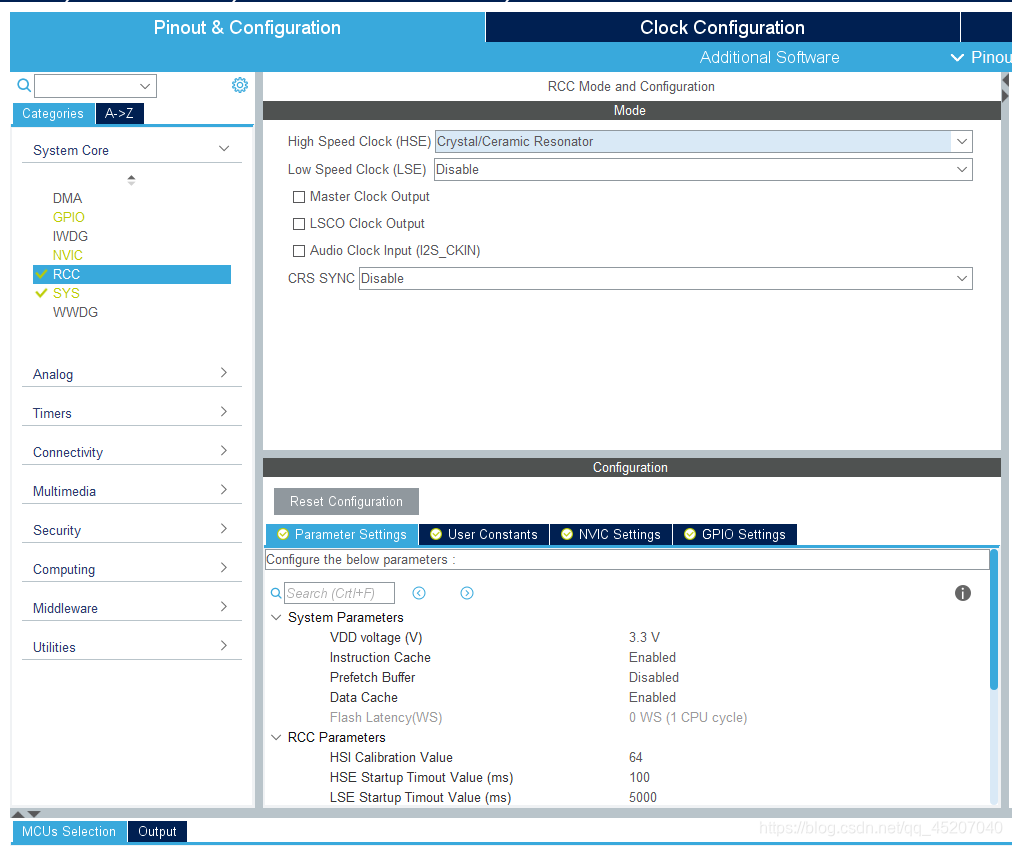 Pinout & Configuration
Clock Configuration
Additional Software
Pinou
Categories
A->Z
System Core
DMA
GPIO
IWDG
NVIC
RCC
SYS
WWDG
Analog
Timers
Connectivity
Multimedia
Security
Computing
Middleware
Utilities
RCC Mode and Configuration
Mode
High Speed Clock (HSE) Crystal/Ceramic Resonator
Low Speed Clock (LSE) Disable
Master Clock Output
LSCO Clock Output
Audio Clock Input (I2S_CKIN)
CRS SYNC Disable
Configuration
Reset Configuration
Parameter Settings
User Constants
NVIC Settings
GPIO Settings
Configure the below parameters :
Search (Crtl+F)
System Parameters
VDD voltage (V) 3.3 V
Instruction Cache Enabled
Prefetch Buffer Disabled
Data Cache Enabled
Flash Latency(WS) 0 WS (1 CPU cycle)
RCC Parameters
HSI Calibration Value 64
HSE Startup Timout Value (ms) 100
LSE Startup Timout Value (ms) 5000
MCUs Selection
Output
https://blog.csdn.net/qq_45207040